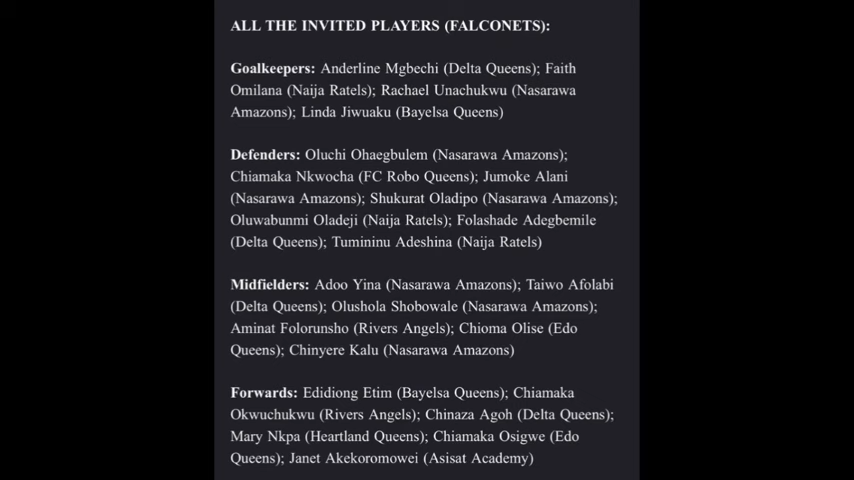 ALL THE INVITED PLAYERS (FALCONETS):
Goalkeepers: Anderline Mgbechi (Delta Queens); Faith
Omilana (Naija Ratels); Rachael Unachukwu (Nasarawa
Amazons); Linda Jiwuaku (Bayelsa Queens)
Defenders: Oluchi Ohaegbulem (Nasarawa Amazons);
Chiamaka Nkwocha (FC Robo Queens); Jumoke Alani
(Nasarawa Amazons); Shukurat Oladipo (Nasarawa Amazons);
Oluwabunmi Oladeji (Naija Ratels); Folashade Adegbemile
(Delta Queens); Tumininu Adeshina (Naija Ratels)
Midfielders: Adoo Yina (Nasarawa Amazons); Taiwo Afolabi
(Delta Queens); Olushola Shobowale (Nasarawa Amazons);
Aminat Folorunsho (Rivers Angels); Chioma Olise (Edo
Queens); Chinyere Kalu (Nasarawa Amazons)
Forwards: Edidiong Etim (Bayelsa Queens); Chiamaka
Okwuchukwu (Rivers Angels); Chinaza Agoh (Delta Queens);
Mary Nkpa (Heartland Queens); Chiamaka Osigwe (Edo
Queens); Janet Akekoromowei (Asisat Academy)